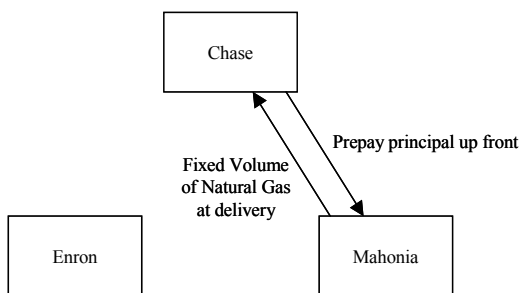 Chase
Prepay principal up front
Fixed Volume
of Natural Gas
at delivery
Enron
Mahonia